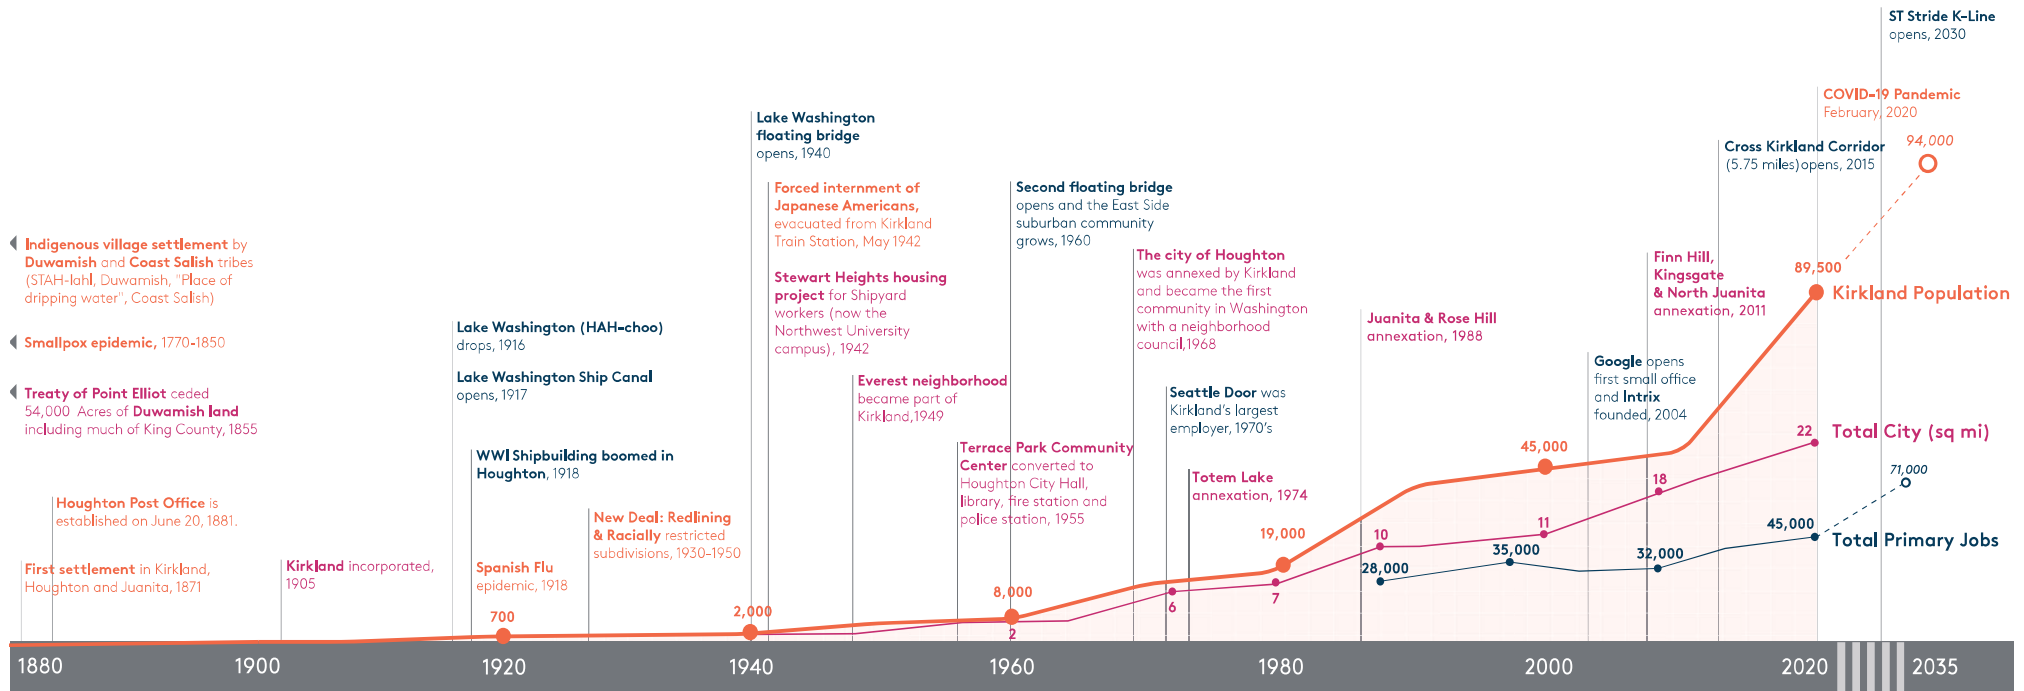 ST Stride K-Line
opens, 2030
COVID-19 Pandemic
February, 2020
94,000
Lake Washington
floating bridge
opens, 1940
Cross Kirkland Corridor
(5.75 miles)opens, 2015
Forced internment of
Japanese Americans,
evacuated from Kirkland
Train Station, May 1942
Second floating bridge
opens and the East Side
suburban community
grows, 1960
Indigenous village settlement by
Duwamish and Coast Salish tribes
(STAH-lahl, Duwamish, "Place of
dripping water", Coast Salish)
The city of Houghton
was annexed by Kirkland
and became the first
community in Washington
with a neighborhood
council,1968
Finn Hill,
Kingsgate
& North Juanita
annexation, 2011
89,500
Kirkland Population
Stewart Heights housing
project for Shipyard
workers (now the
Northwest University
campus), 1942
Juanita & Rose Hill
annexation, 1988
Lake Washington (HAH-choo)
drops, 1916
Smallpox epidemic, 1770-1850
Lake Washington Ship Canal
opens, 1917
Everest neighborhood
became part of
Kirkland,1949
Seattle Door was
Kirkland's largest
employer, 1970's
Google opens
first small office
and Intrix
founded, 2004
Treaty of Point Elliot ceded
54,000 Acres of Duwamish land
including much of King County, 1855
22
Total City (sq mi)
WWI Shipbuilding boomed in
Houghton, 1918
Terrace Park Community
Center converted to
Houghton City Hall,
library, fire station and
police station, 1955
45,000
71,000
Totem Lake
annexation, 1974
18
Houghton Post Office is
established on June 20, 1881.
New Deal: Redlining
& Racially restricted
subdivisions, 1930-1950
19,000
10
11
45,000
Total Primary Jobs
35,000
32,000
28,000
First settlement in Kirkland,
Houghton and Juanita, 1871
Kirkland incorporated,
1905
Spanish Flu
epidemic, 1918
700
2,000
8,000
2
6
7
1880 1900 1920 1940 1960 1980 2000 2020 2035